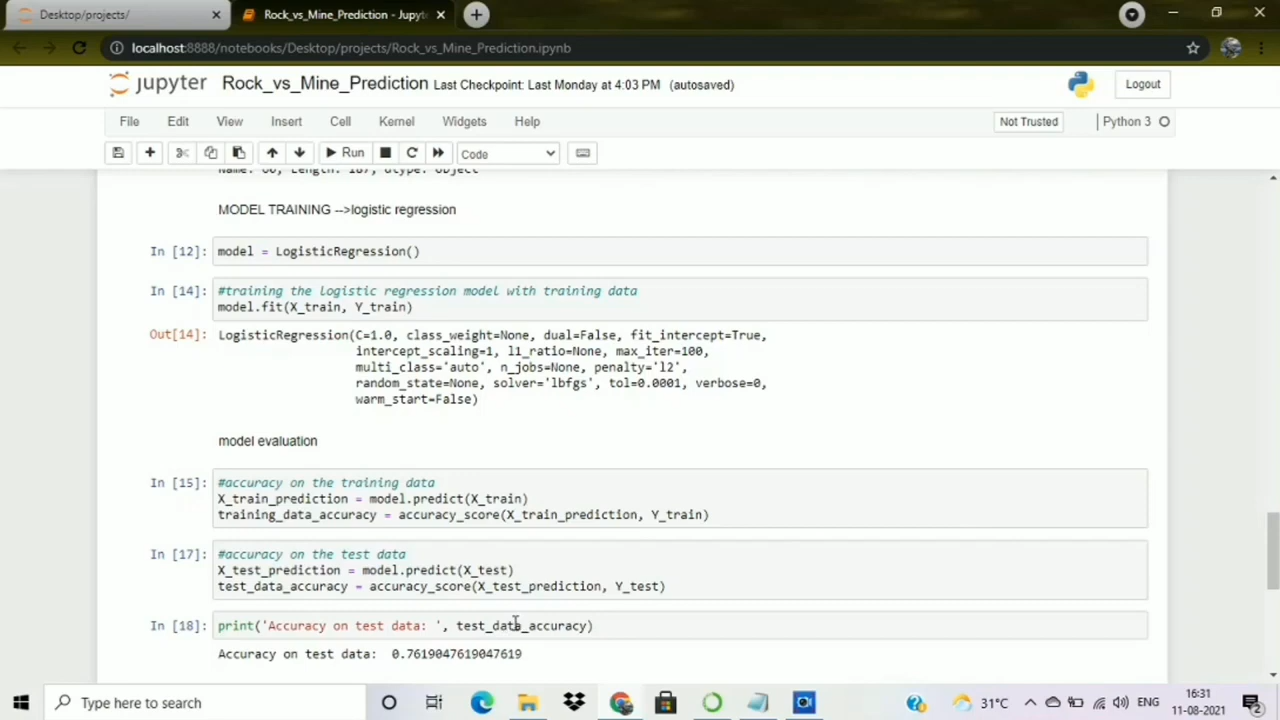 Desktop/projects/
Rock_vs_Mine_Prediction - Jupyt
localhost:8888/notebooks/Desktop/projects/Rock_vs_Mine_Prediction.ipynb
jupyter Rock_vs_Mine_Prediction Last Checkpoint: Last Monday at 4:03 PM (autosaved)
Logout
File Edit View Insert Cell Kernel Widgets Help
Not Trusted Python 3
Run Code
Name: 60, Length: 187, dtype: object
MODEL TRAINING -->logistic regression
In [12]: model = LogisticRegression()
In [14]: #training the logistic regression model with training data
model.fit(X_train, Y_train)
Out[14]: LogisticRegression(C=1.0, class_weight=None, dual=False, fit_intercept=True,
intercept_scaling=1, l1_ratio=None, max_iter=100,
multi_class='auto', n_jobs=None, penalty='l2',
random_state=None, solver='lbfgs', tol=0.0001, verbose=0,
warm_start=False)
model evaluation
In [15]: #accuracy on the training data
X_train_prediction = model.predict(X_train)
training_data_accuracy = accuracy_score(X_train_prediction, Y_train)
In [17]: #accuracy on the test data
X_test_prediction = model.predict(X_test)
test_data_accuracy = accuracy_score(X_test_prediction, Y_test)
In [18]: print('Accuracy on test data: ', test_data_accuracy)
Accuracy on test data:  0.7619047619047619
Type here to search
31°C
ENG
16:31
11-08-2021
2